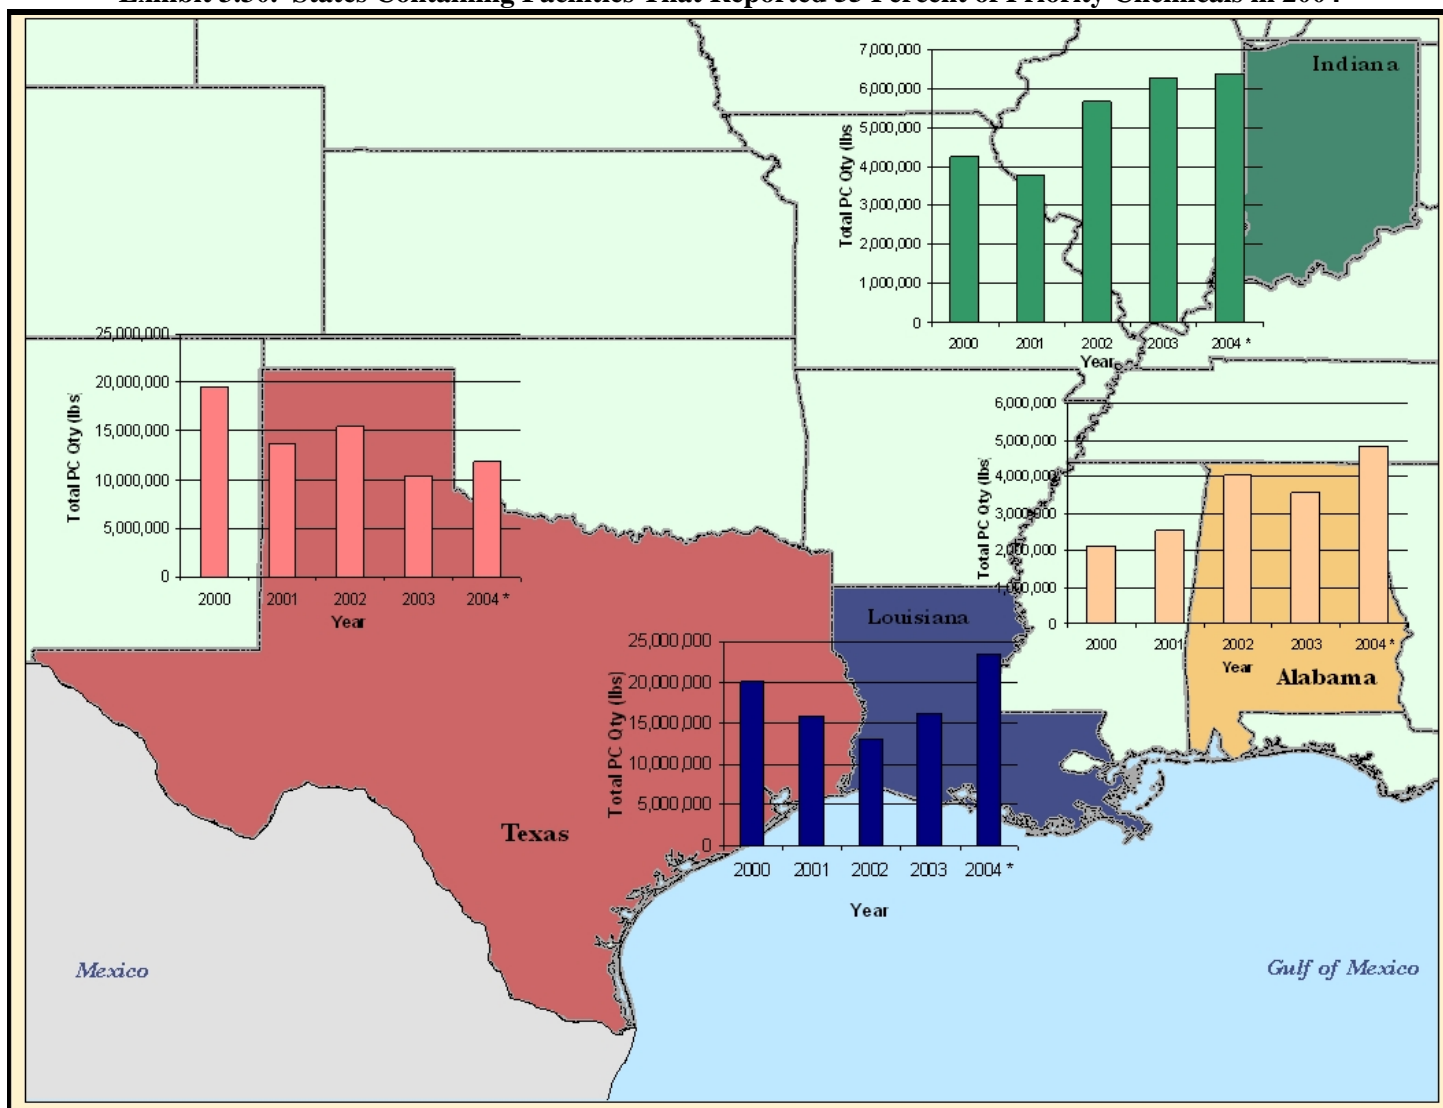 Exhibit 3.30. States Containing Facilities That Reported 55 Percent of Priority Chemicals in 2004
Indiana
Total PC Qty (lbs
7,000,000
6,000,000
5,000,000
4,000,000
3,000,000
2,000,000
1,000,000
0
2000 2001 2002 2003 2004 *
Year
Total PC Qty (lbs)
25,000,000
20,000,000
15,000,000
10,000,000
5,000,000
0
2000 2001 2002 2003 2004 *
Year
Total PC Qty (lbs)
6,000,000
5,000,000
4,000,000
3,000,000
2,000,000
1,000,000
0
2000 2001 2002 2003 2004 *
Year
Alabama
Louisiana
Total PC Qty (lbs)
25,000,000
20,000,000
15,000,000
10,000,000
5,000,000
0
2000 2001 2002 2003 2004 *
Year
Texas
Mexico
Gulf of Mexico